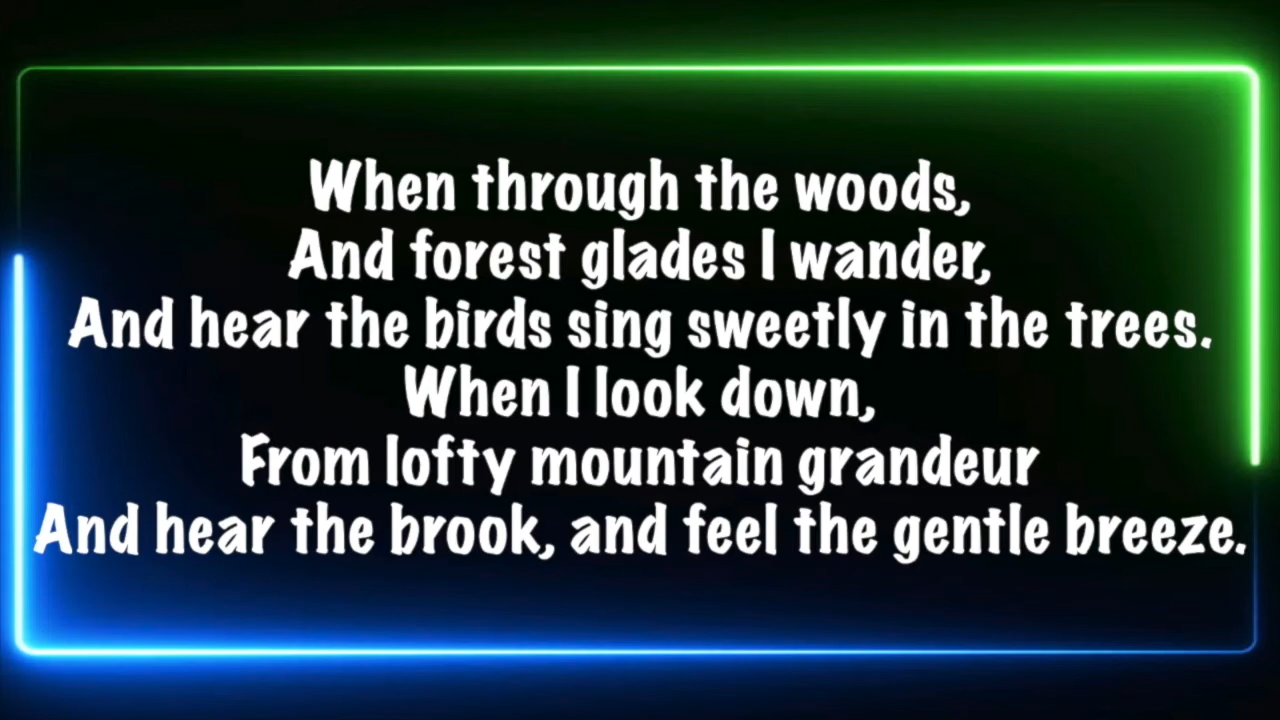 When through the woods,
And forest glades I wander,
And hear the birds sing sweetly in the trees.
When I look down,
From lofty mountain grandeur
And hear the brook, and feel the gentle breeze.